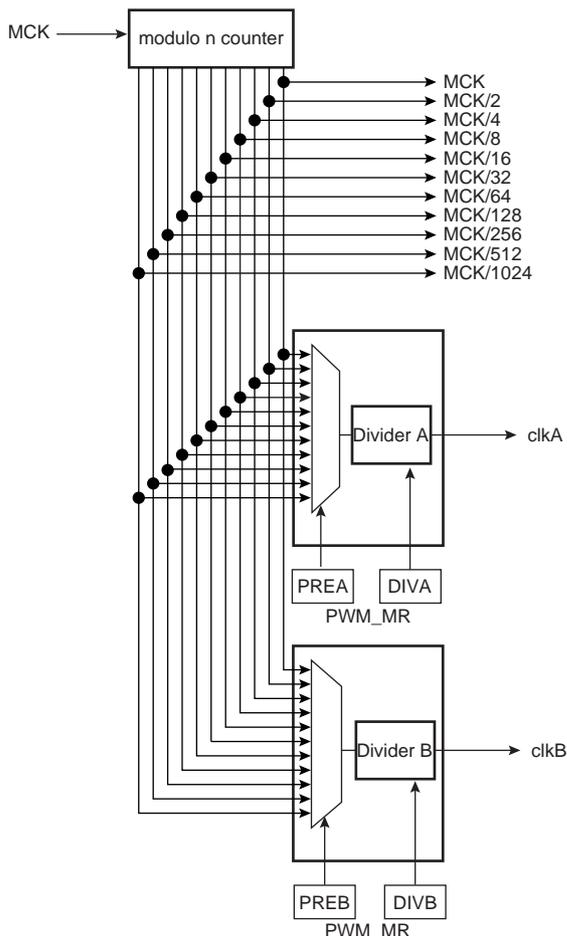 MCK
modulo n counter
MCK
MCK/2
MCK/4
MCK/8
MCK/16
MCK/32
MCK/64
MCK/128
MCK/256
MCK/512
MCK/1024
Divider A
clkA
PREA
DIVA
PWM_MR
Divider B
clkB
PREB
DIVB
PWM_MR